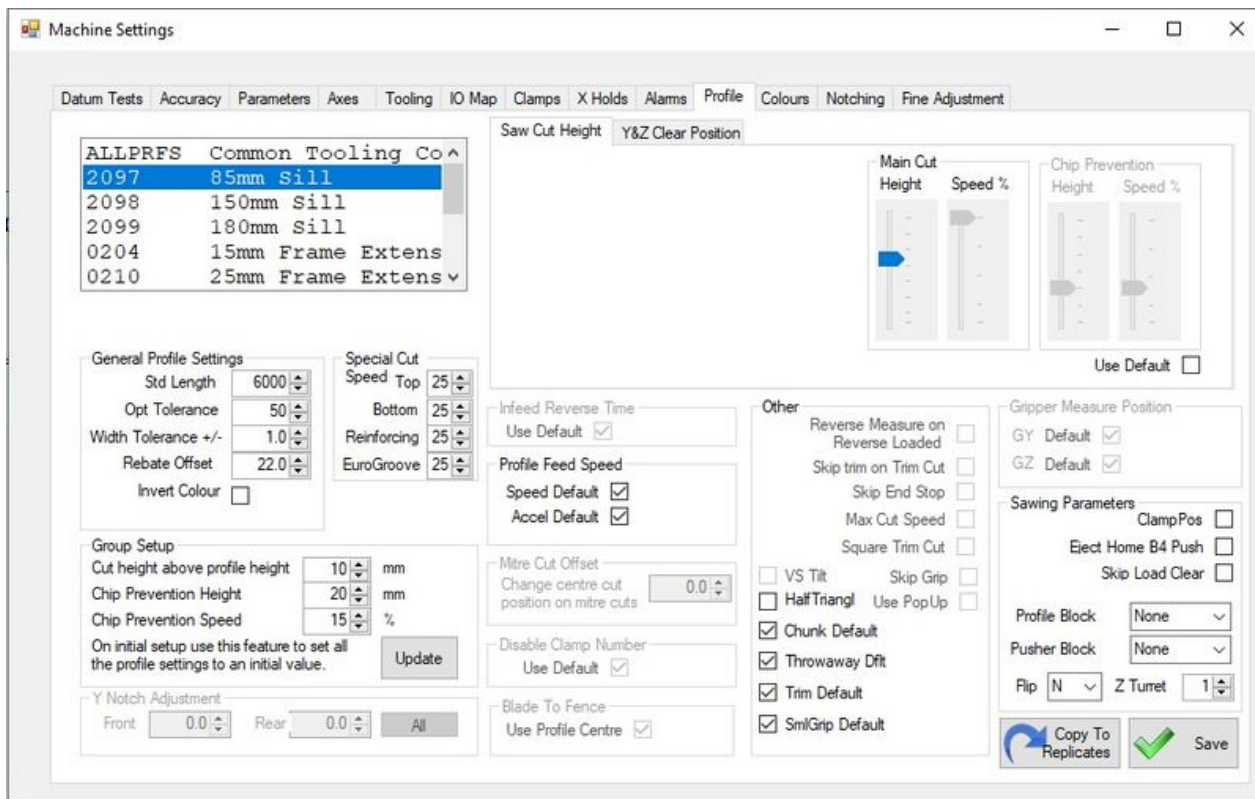 Machine Settings
Datum Tests Accuracy Parameters Axes Tooling IO Map Clamps X Holds Alarms Profile Colours Notching Fine Adjustment
ALLPRFS Common Tooling Co
2097 85mm Sill
2098 150mm Sill
2099 180mm Sill
0204 15mm Frame Extens
0210 25mm Frame Extens
Saw Cut Height Y&Z Clear Position
Main Cut
Height Speed %
Chip Prevention
Height Speed %
Use Default
General Profile Settings
Std Length 6000
Opt Tolerance 50
Width Tolerance +/- 1.0
Rebate Offset 22.0
Invert Colour
Special Cut
Speed Top 25
Bottom 25
Reinforcing 25
EuroGroove 25
Group Setup
Cut height above profile height 10 mm
Chip Prevention Height 20 mm
Chip Prevention Speed 15 %
On initial setup use this feature to set all
the profile settings to an initial value.
Update
Y Notch Adjustment
Front 0.0 Rear 0.0 All
Infeed Reverse Time
Use Default
Profile Feed Speed
Speed Default
Accel Default
Mitre Cut Offset
Change centre cut
position on mitre cuts
0.0
Disable Clamp Number
Use Default
Blade To Fence
Use Profile Centre
Other
Reverse Measure on
Reverse Loaded
Skip trim on Trim Cut
Skip End Stop
Max Cut Speed
Square Trim Cut
VS Tilt Skip Grip
HalfTriangl Use PopUp
Chunk Default
Throwaway Dflt
Trim Default
SmlGrip Default
Gripper Measure Position
GY Default
GZ Default
Sawing Parameters
ClampPos
Eject Home B4 Push
Skip Load Clear
Profile Block None
Pusher Block None
Flip N Z Turret 1
Copy To
Replicates
Save